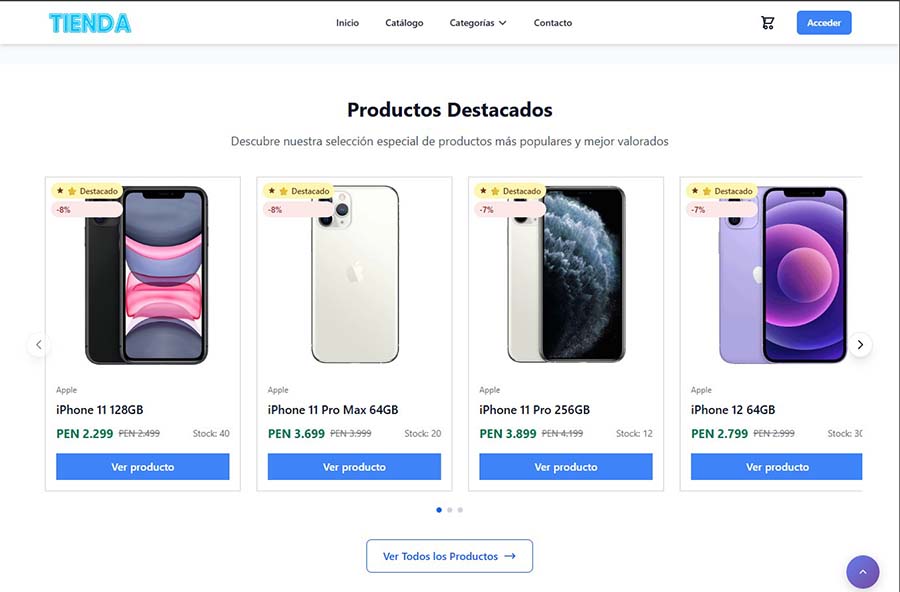 TIENDA
Inicio
Catálogo
Categorías
Contacto
Acceder
Productos Destacados
Descubre nuestra selección especial de productos más populares y mejor valorados
Destacado
-8%
Apple
iPhone 11 128GB
PEN 2.299 PEN 2.499 Stock: 40
Ver producto
Destacado
-8%
Apple
iPhone 11 Pro Max 64GB
PEN 3.699 PEN 3.999 Stock: 20
Ver producto
Destacado
-7%
Apple
iPhone 11 Pro 256GB
PEN 3.899 PEN 4.199 Stock: 12
Ver producto
Destacado
-7%
Apple
iPhone 12 64GB
PEN 2.799 PEN 2.999 Stock:
Ver producto
Ver Todos los Productos →